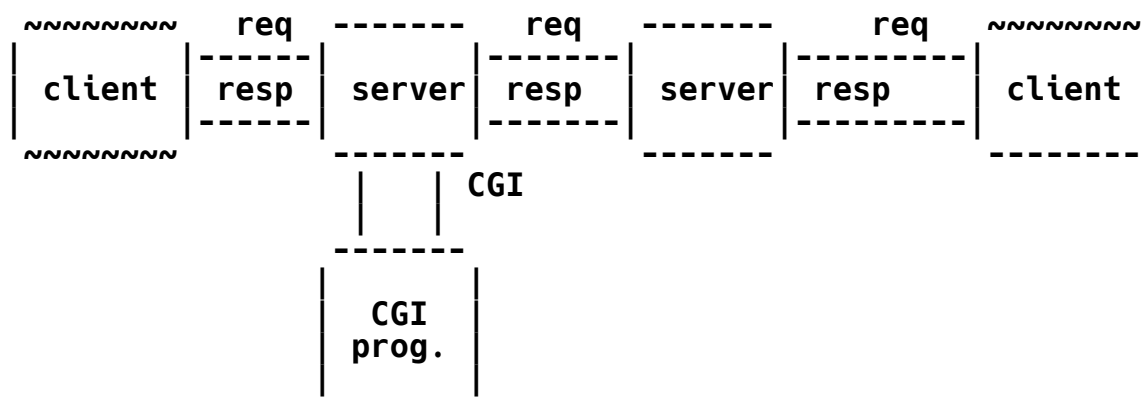 req req req
client resp server resp server resp client
CGI
CGI
prog.